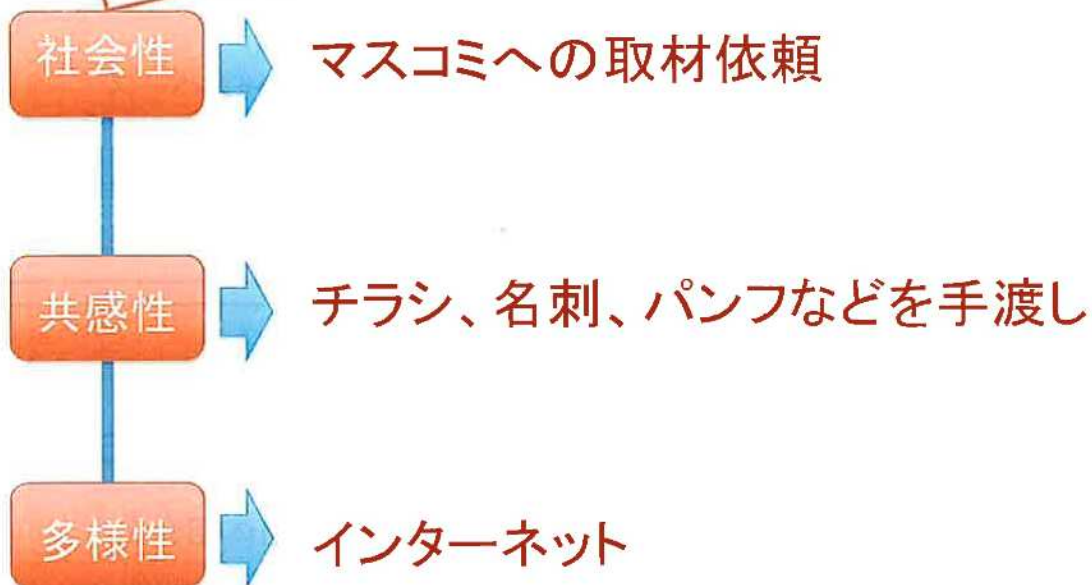 社会性 マスコミへの取材依頼
共感性 チラシ、名刺、パンフなどを手渡し
多様性 インターネット